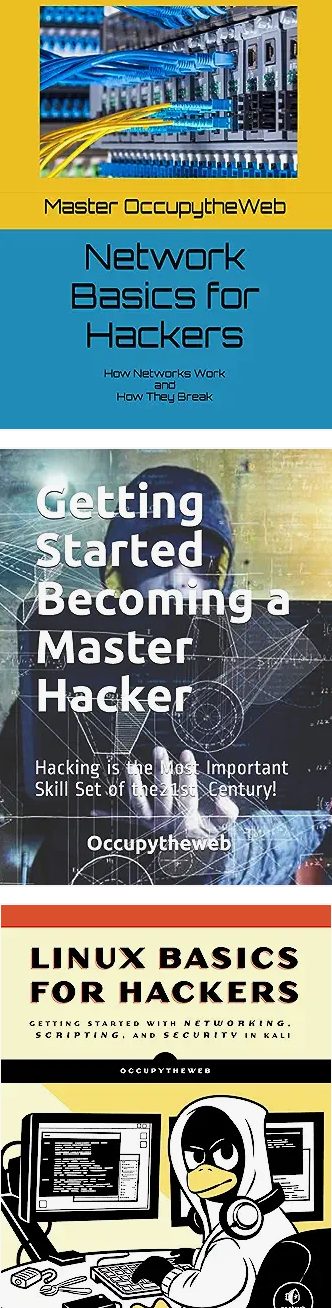 Master OccupytheWeb
Network
Basics for
Hackers
How Networks Work
and
How They Break
Getting
Started
Becoming a
Master
Hacker
Hacking is the Most Important
Skill Set of the21st Century!
Occupytheweb
LINUX BASICS
FOR HACKERS
GETTING STARTED WITH NETWORKING,
SCRIPTING, AND SECURITY IN KALI
OCCUPYTHEWEB